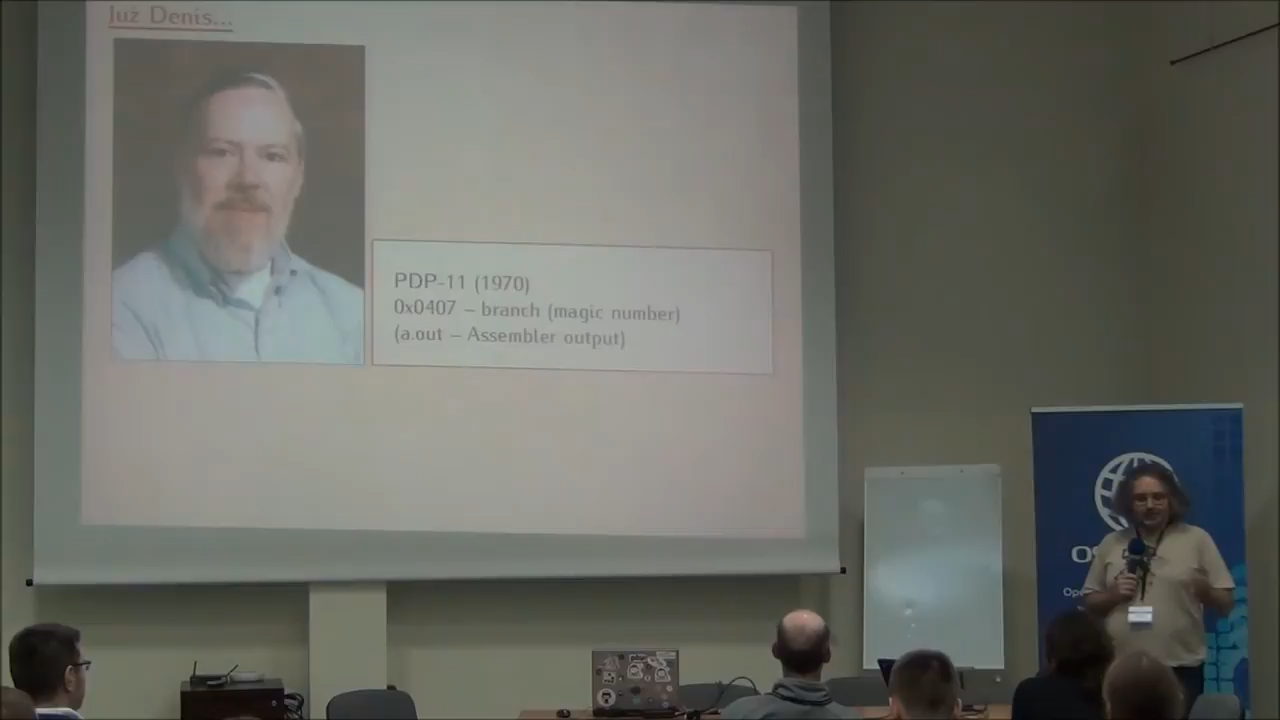 Już Denis...
PDP-11 (1970)
0x0407 – branch (magic number)
(a.out – Assembler output)